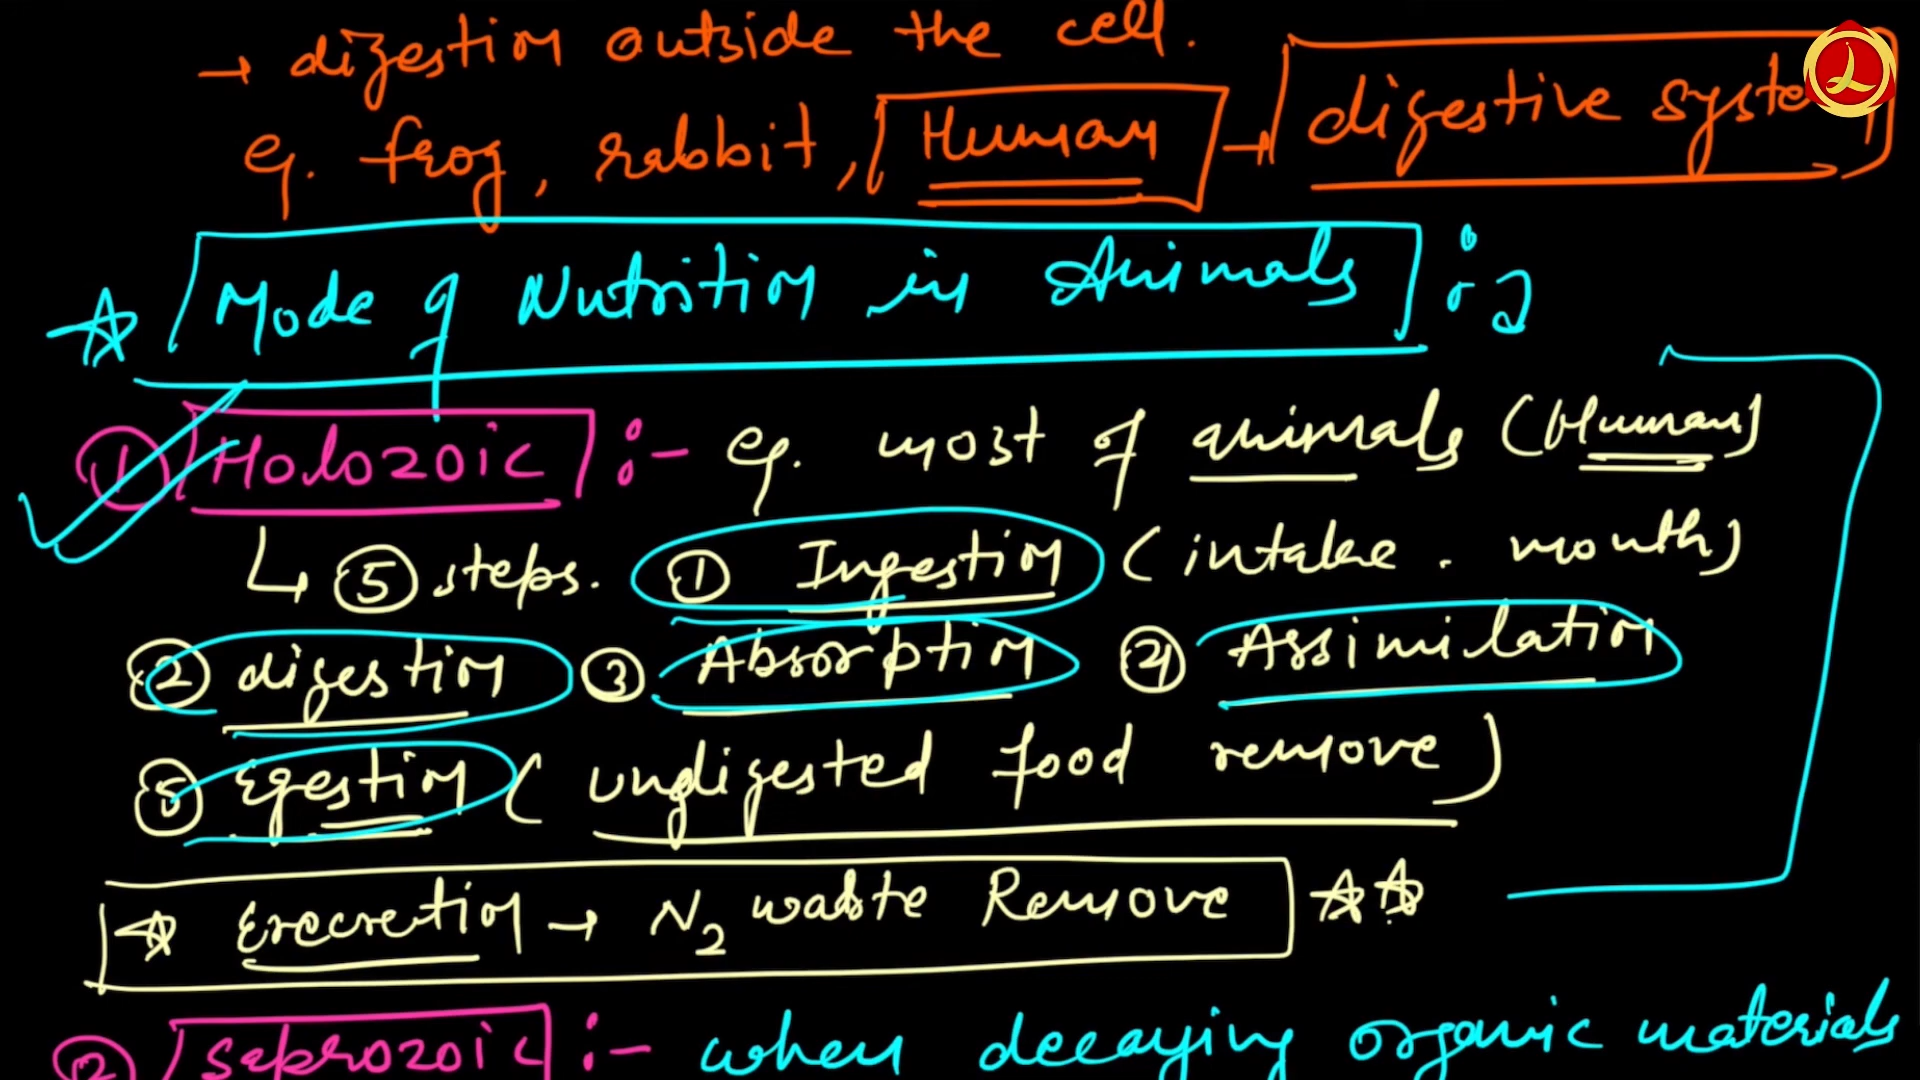 → digestion outside the cell.
eg. frog, rabbit, Human → digestive syste
Mode of Nutrition in Animals :-
① Holozoic :- eg. most of animals (Human)
↳ ⑤ steps. ① Ingestion (intake . mouth)
② digestion ③ Absorption ④ Assimilation
⑤ Egestion (undigested food remove)
☆ Excretion → N₂ waste Remove ☆☆
② Saprozoic :- when decaying organic materials